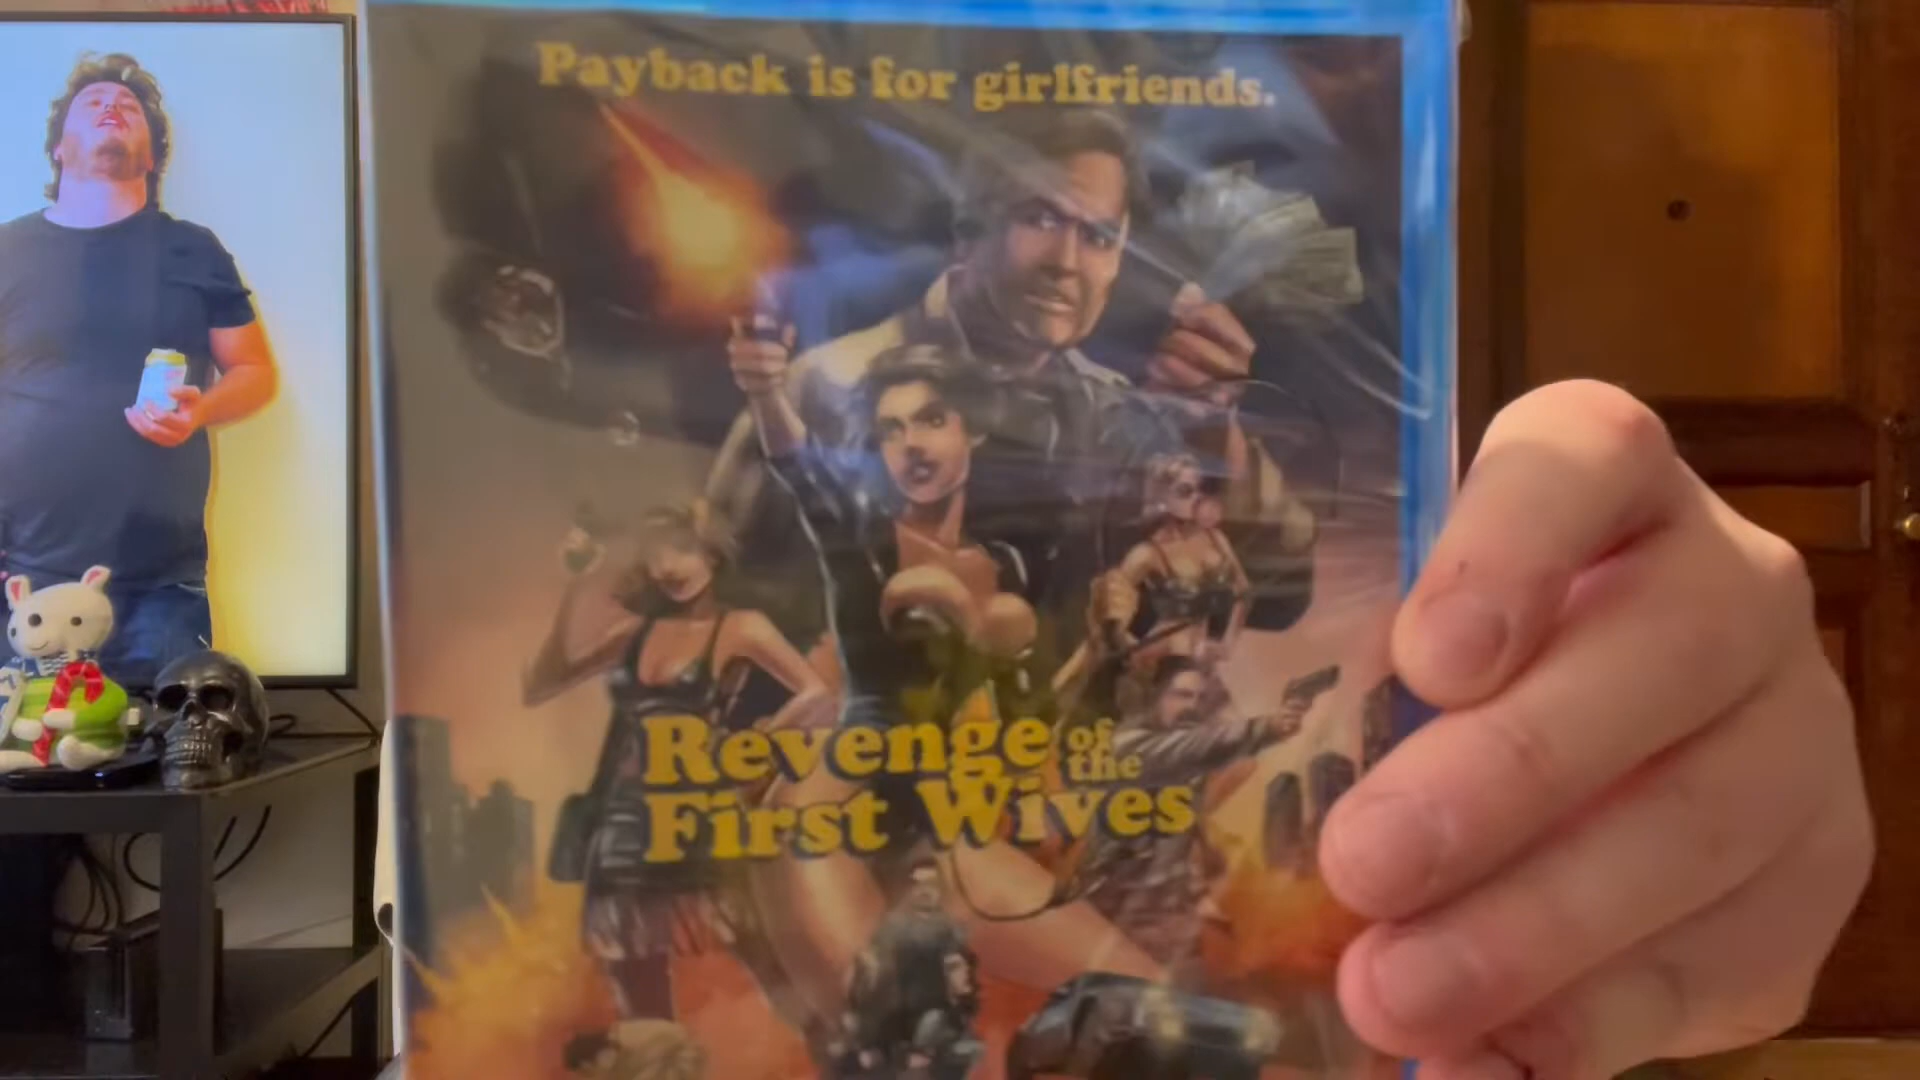 Payback is for girlfriends.
Revenge of the
First Wives